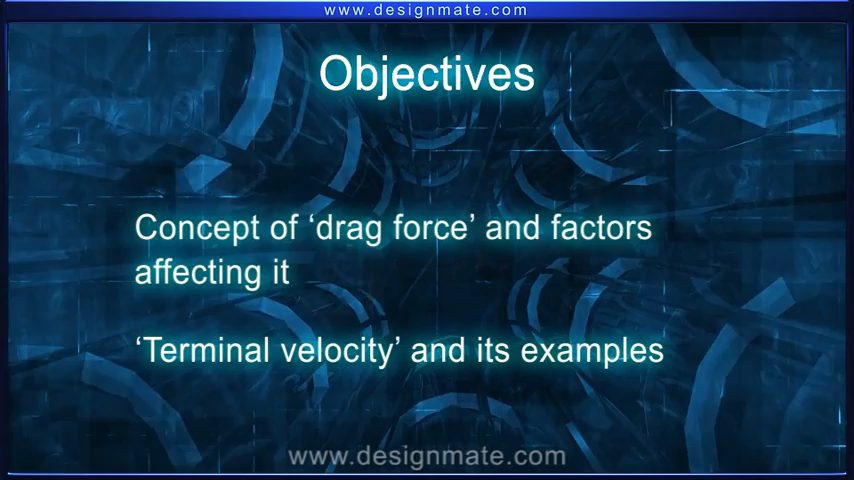 www.designmate.com
Objectives
Concept of ‘drag force’ and factors
affecting it
‘Terminal velocity’ and its examples
www.designmate.com